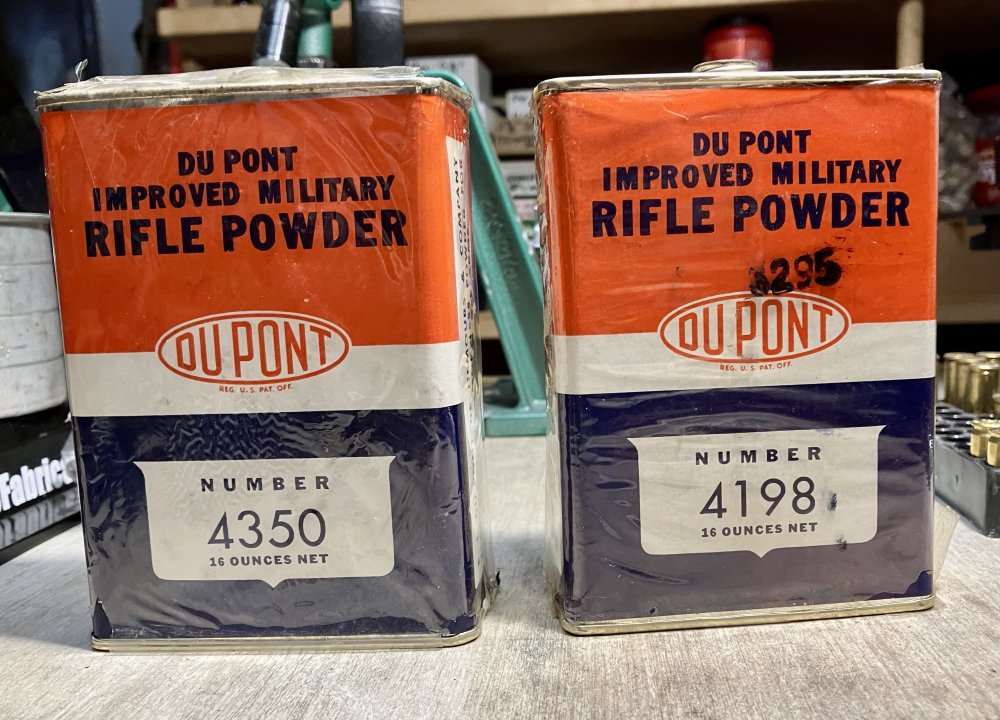 DU PONT
IMPROVED MILITARY
RIFLE POWDER
DU PONT
REG. U. S. PAT. OFF.
NUMBER
4350
16 OUNCES NET
DU PONT
IMPROVED MILITARY
RIFLE POWDER
3295
DU PONT
REG. U. S. PAT. OFF.
NUMBER
4198
16 OUNCES NET
Fabric